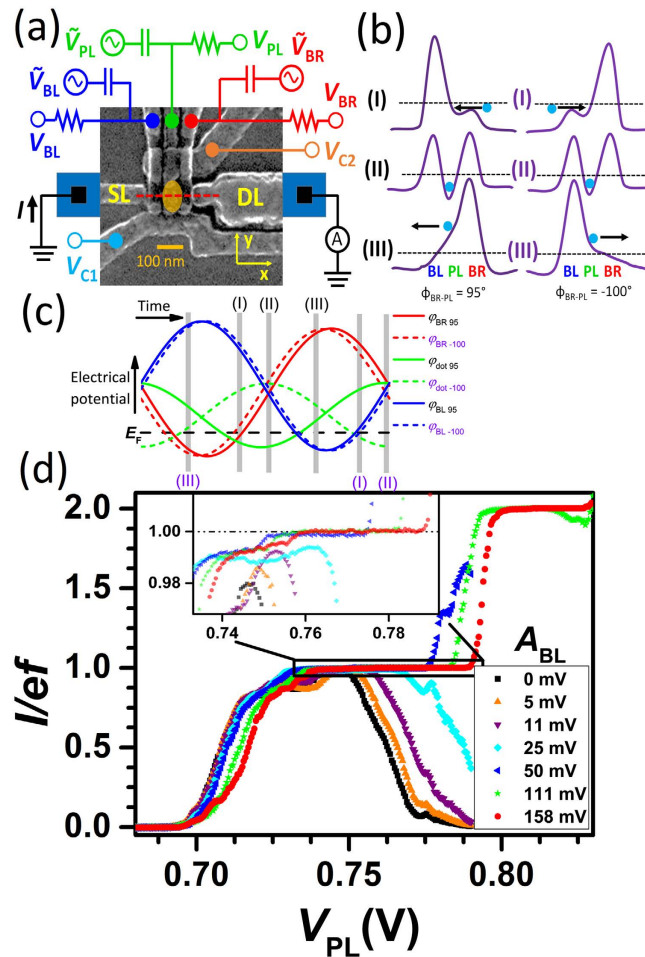 (a)
Ṽ_PL
V_PL
Ṽ_BL
Ṽ_BR
V_BL
V_BR
V_C2
SL
DL
I
A
V_C1
100 nm
y
x
(b)
(I)
(I)
(II)
(II)
(III)
(III)
BL PL BR
BL PL BR
ϕ_BR-PL = 95°
ϕ_BR-PL = -100°
(c)
Time
(I)
(II)
(III)
Electrical
potential
E_F
φ_BR 95
φ_BR -100
φ_dot 95
φ_dot -100
φ_BL 95
φ_BL -100
(III)
(I)
(II)
(d)
2.0
1.5
1.0
0.5
0.0
I/ef
1.00
0.98
0.74
0.76
0.78
A_BL
0 mV
5 mV
11 mV
25 mV
50 mV
111 mV
158 mV
0.70
0.75
0.80
V_PL(V)